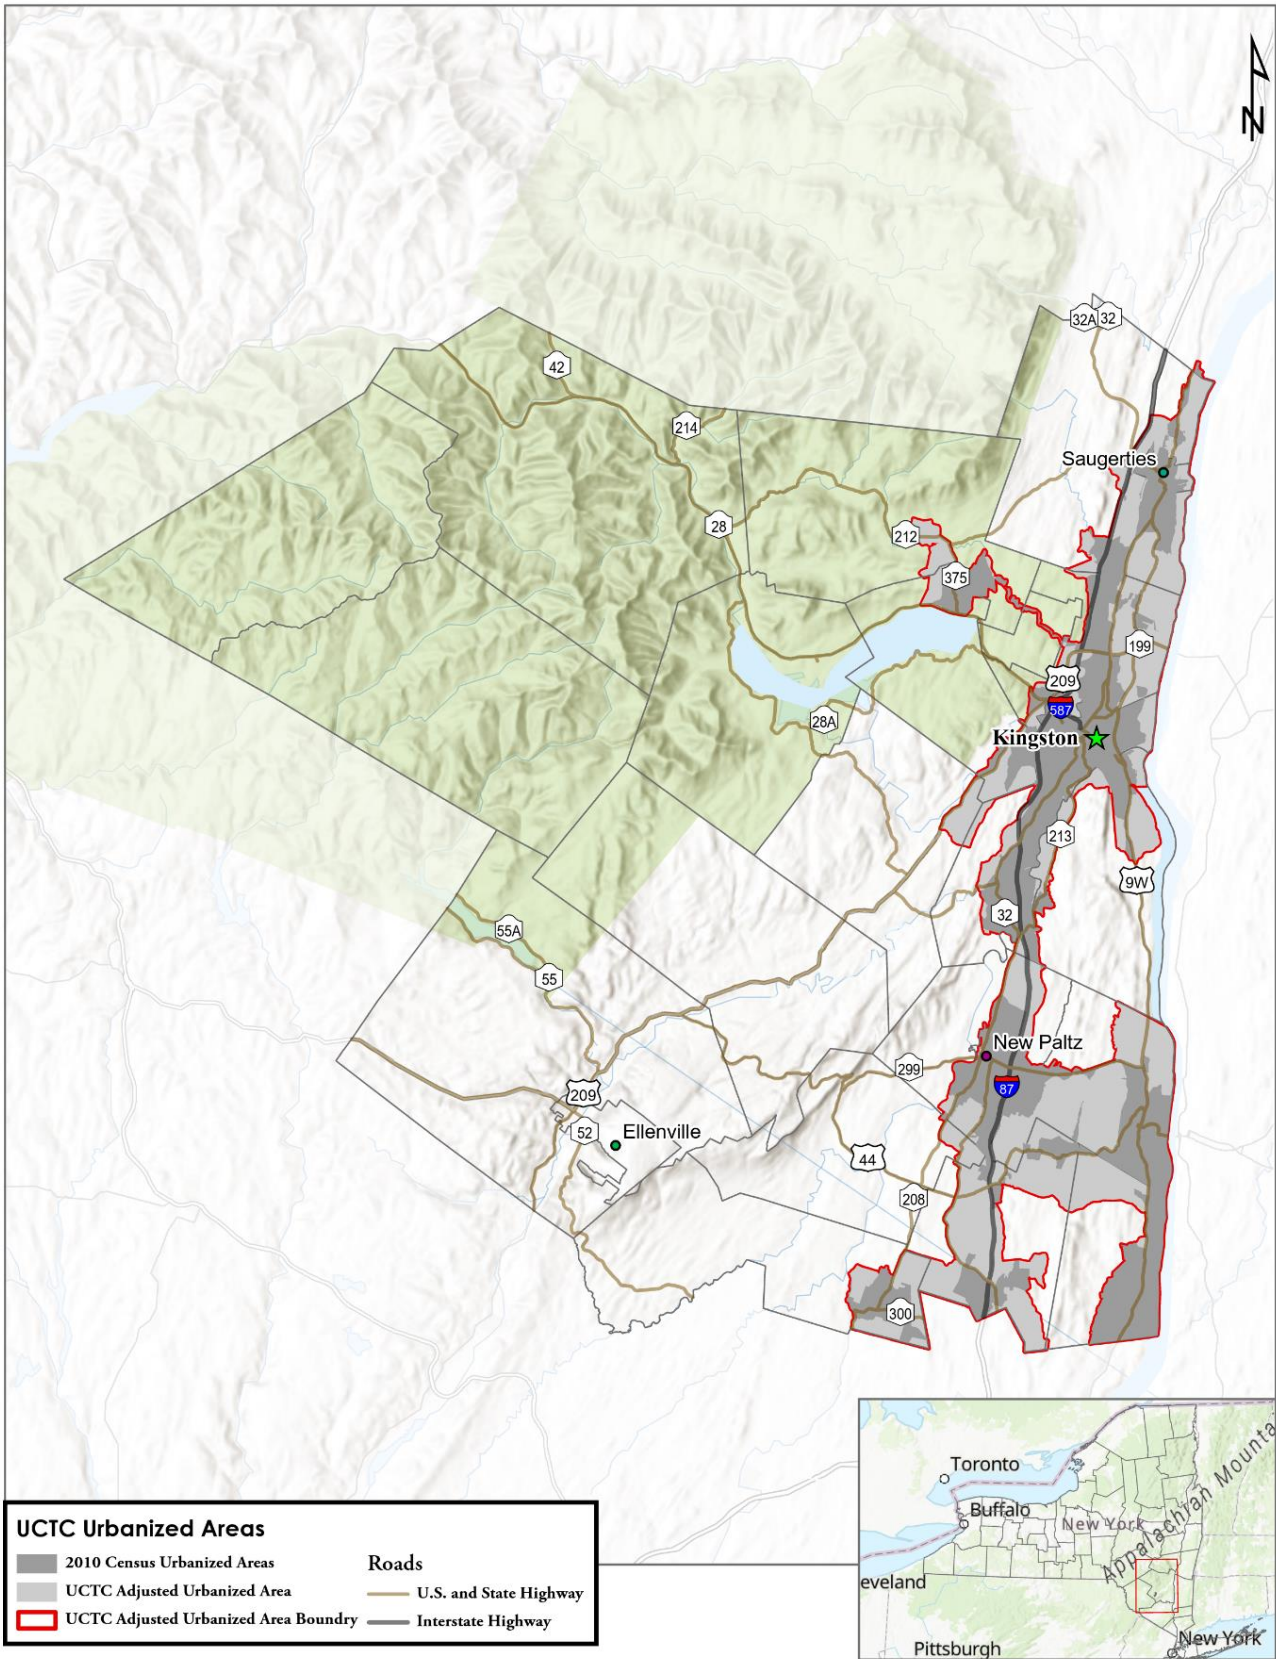 N
32A 32
42
214
Saugerties
28
212
375
199
209
587
28A
Kingston
213
9W
32
55A
55
New Paltz
299
87
209
52
Ellenville
44
208
300
UCTC Urbanized Areas
2010 Census Urbanized Areas
UCTC Adjusted Urbanized Area
UCTC Adjusted Urbanized Area Boundry
Roads
U.S. and State Highway
Interstate Highway
Toronto
Buffalo
New York
Appalachian Mounta
eveland
Pittsburgh
New York